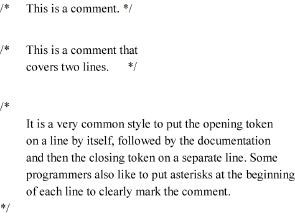 /* This is a comment. */
/* This is a comment that
covers two lines. */
/*
It is a very common style to put the opening token
on a line by itself, followed by the documentation
and then the closing token on a separate line. Some
programmers also like to put asterisks at the beginning
of each line to clearly mark the comment.
*/